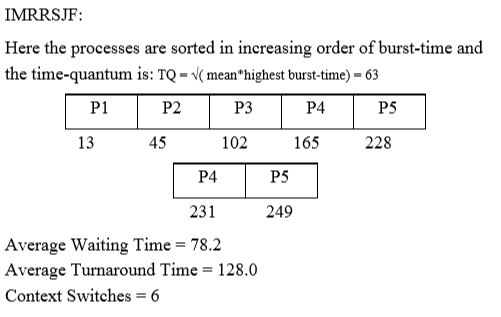 IMRRSJF:
Here the processes are sorted in increasing order of burst-time and
the time-quantum is: TQ = √( mean*highest burst-time) = 63
P1 P2 P3 P4 P5
13 45 102 165 228
P4 P5
231 249
Average Waiting Time = 78.2
Average Turnaround Time = 128.0
Context Switches = 6